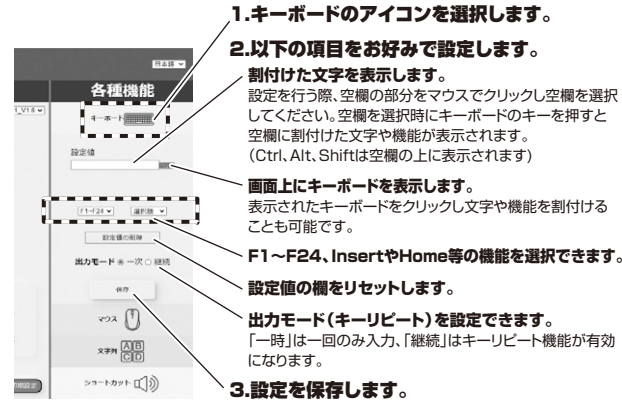 1.キーボードのアイコンを選択します。
2.以下の項目をお好みで設定します。
割付けた文字を表示します。
設定を行う際、空欄の部分をマウスでクリックし空欄を選択
してください。空欄を選択時にキーボードのキーを押すと
空欄に割付けた文字や機能が表示されます。
(Ctrl、Alt、Shiftは空欄の上に表示されます)
画面上にキーボードを表示します。
表示されたキーボードをクリックし文字や機能を割付ける
ことも可能です。
F1〜F24、InsertやHome等の機能を選択できます。
設定値の欄をリセットします。
出力モード(キーリピート)を設定できます。
「一時」は一回のみ入力、「継続」はキーリピート機能が有効
になります。
3.設定を保存します。
日本語
各種機能
1_V1.6
キーボード
設定値
F1~F24
選択肢
設定値の削除
出力モード 一次 継続
保存
マウス
文字列 A B C D
ショートカット
初期設定